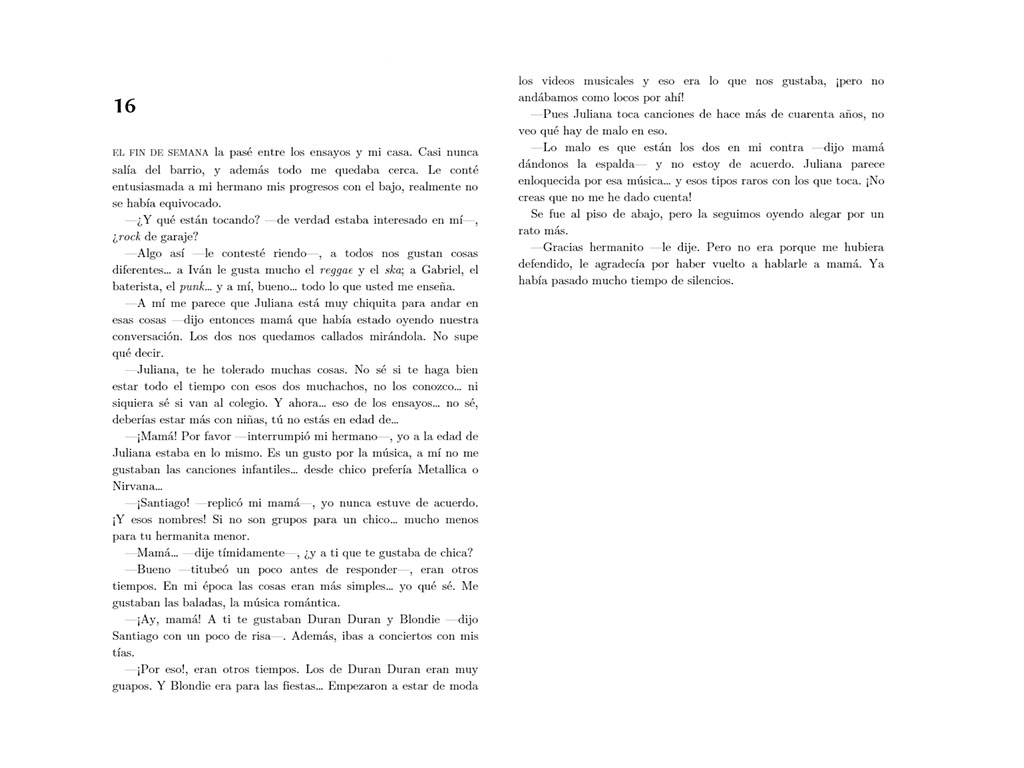 16
EL FIN DE SEMANA la pasé entre los ensayos y mi casa. Casi nunca
salía del barrio, y además todo me quedaba cerca. Le conté
entusiasmada a mi hermano mis progresos con el bajo, realmente no
se había equivocado.
—¿Y qué están tocando? —de verdad estaba interesado en mí—,
¿rock de garaje?
—Algo así —le contesté riendo—, a todos nos gustan cosas
diferentes… a Iván le gusta mucho el reggae y el ska; a Gabriel, el
baterista, el punk… y a mí, bueno… todo lo que usted me enseña.
—A mí me parece que Juliana está muy chiquita para andar en
esas cosas —dijo entonces mamá que había estado oyendo nuestra
conversación. Los dos nos quedamos callados mirándola. No supe
qué decir.
—Juliana, te he tolerado muchas cosas. No sé si te haga bien
estar todo el tiempo con esos dos muchachos, no los conozco… ni
siquiera sé si van al colegio. Y ahora… eso de los ensayos… no sé,
deberías estar más con niñas, tú no estás en edad de…
—¡Mamá! Por favor —interrumpió mi hermano—, yo a la edad de
Juliana estaba en lo mismo. Es un gusto por la música, a mí no me
gustaban las canciones infantiles… desde chico prefería Metallica o
Nirvana…
—¡Santiago! —replicó mi mamá—, yo nunca estuve de acuerdo.
¡Y esos nombres! Si no son grupos para un chico… mucho menos
para tu hermanita menor.
—Mamá… —dije tímidamente—, ¿y a ti que te gustaba de chica?
—Bueno —titubeó un poco antes de responder—, eran otros
tiempos. En mi época las cosas eran más simples… yo qué sé. Me
gustaban las baladas, la música romántica.
—¡Ay, mamá! A ti te gustaban Duran Duran y Blondie —dijo
Santiago con un poco de risa—. Además, ibas a conciertos con mis
tías.
—¡Por eso!, eran otros tiempos. Los de Duran Duran eran muy
guapos. Y Blondie era para las fiestas… Empezaron a estar de moda
los videos musicales y eso era lo que nos gustaba, ¡pero no
andábamos como locos por ahí!
—Pues Juliana toca canciones de hace más de cuarenta años, no
veo qué hay de malo en eso.
—Lo malo es que están los dos en mi contra —dijo mamá
dándonos la espalda— y no estoy de acuerdo. Juliana parece
enloquecida por esa música… y esos tipos raros con los que toca. ¡No
creas que no me he dado cuenta!
Se fue al piso de abajo, pero la seguimos oyendo alegar por un
rato más.
—Gracias hermanito —le dije. Pero no era porque me hubiera
defendido, le agradecía por haber vuelto a hablarle a mamá. Ya
había pasado mucho tiempo de silencios.